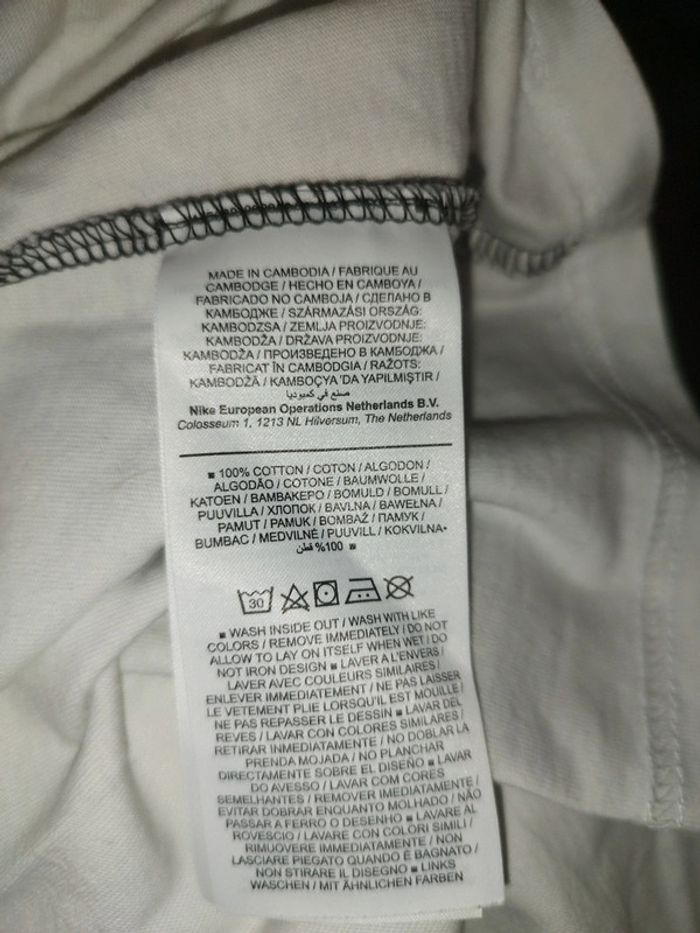 MADE IN CAMBODIA / FABRIQUE AU
CAMBODGE / HECHO EN CAMBOYA /
FABRICADO NO CAMBOJA / СДЕЛАНО В
КАМБОДЖЕ / SZÁRMAZÁSI ORSZÁG:
KAMBODZSA / ZEMLJA PROIZVODNJE:
KAMBODŽA / DRŽAVA PROIZVODNJE:
KAMBODŽA / ПРОИЗВЕДЕНО В КАМБОДЖА /
FABRICAT ÎN CAMBODGIA / RAŽOTS:
KAMBODŽĀ / KAMBOÇYA'DA YAPILMIŞTIR /
صنع في كمبوديا
Nike European Operations Netherlands B.V.
Colosseum 1, 1213 NL Hilversum, The Netherlands
■ 100% COTTON / COTON / ALGODON /
ALGODÃO / COTONE / BAUMWOLLE /
KATOEN / ΒΑΜΒΑΚΕΡΟ / BOMULD / BOMULL /
PUUVILLA / ХЛОПОК / BAVLNA / BAWEŁNA /
PAMUT / PAMUK / BOMBAŽ / ПАМУК /
BUMBAC / MEDVILNĖ / PUUVILL / KOKVILNA•
■ 100% قطن
30
■ WASH INSIDE OUT / WASH WITH LIKE
COLORS / REMOVE IMMEDIATELY / DO NOT
ALLOW TO LAY ON ITSELF WHEN WET / DO
NOT IRON DESIGN ■ LAVER A L'ENVERS /
LAVER AVEC COULEURS SIMILAIRES /
ENLEVER IMMEDIATEMENT / NE PAS LAISSER
LE VETEMENT PLIE LORSQU'IL EST MOUILLE /
NE PAS REPASSER LE DESSIN ■ LAVAR DEL
REVES / LAVAR CON COLORES SIMILARES /
RETIRAR INMEDIATAMENTE / NO DOBLAR LA
PRENDA MOJADA / NO PLANCHAR
DIRECTAMENTE SOBRE EL DISEÑO ■ LAVAR
DO AVESSO / LAVAR COM CORES
SEMELHANTES / REMOVER IMEDIATAMENTE /
EVITAR DOBRAR ENQUANTO MOLHADO / NÃO
PASSAR A FERRO O DESENHO ■ LAVARE AL
ROVESCIO / LAVARE CON COLORI SIMILI /
RIMUOVERE IMMEDIATAMENTE / NON
LASCIARE PIEGATO QUANDO È BAGNATO /
NON STIRARE IL DISEGNO ■ LINKS
WASCHEN / MIT ÄHNLICHEN FARBEN